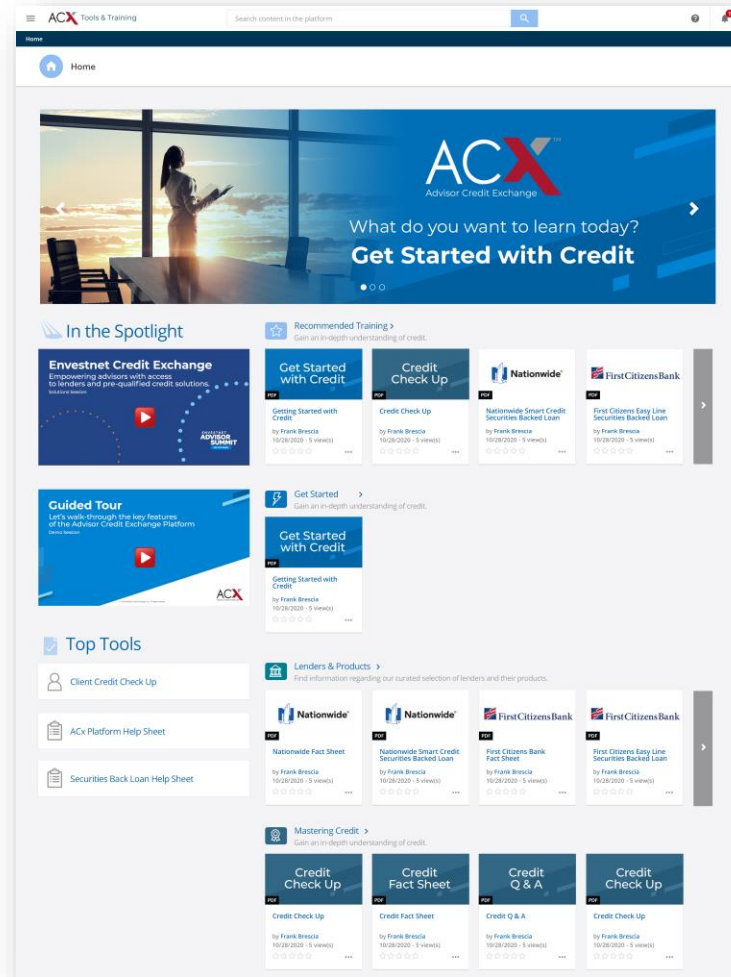 ACX Tools & Training
Search content in the platform
Home
Home
ACX™
Advisor Credit Exchange
What do you want to learn today?
Get Started with Credit
In the Spotlight
Envestnet Credit Exchange
Empowering advisors with access
to lenders and pre-qualified credit solutions.
Solutions Session
ENVESTNET
ADVISOR
SUMMIT
Guided Tour
Let's walk-through the key features
of the Advisor Credit Exchange Platform
Demo Session
ACX
Top Tools
Client Credit Check Up
ACx Platform Help Sheet
Securities Back Loan Help Sheet
Recommended Training >
Gain an in-depth understanding of credit.
Get Started
with Credit
PDF
Getting Started with
Credit
by Frank Brescia
10/28/2020 - 5 view(s)
Credit
Check Up
PDF
Credit Check Up
by Frank Brescia
10/28/2020 - 5 view(s)
Nationwide®
PDF
Nationwide Smart Credit
Securities Backed Loan
by Frank Brescia
10/28/2020 - 5 view(s)
First Citizens Bank
PDF
First Citizens Easy Line
Securities Backed Loan
by Frank Brescia
10/28/2020 - 5 view(s)
Get Started >
Gain an in-depth understanding of credit.
Get Started
with Credit
PDF
Getting Started with
Credit
by Frank Brescia
10/28/2020 - 5 view(s)
Lenders & Products >
Find information regarding our curated selection of lenders and their products.
Nationwide®
PDF
Nationwide Fact Sheet
by Frank Brescia
10/28/2020 - 5 view(s)
Nationwide®
PDF
Nationwide Smart Credit
Securities Backed Loan
by Frank Brescia
10/28/2020 - 5 view(s)
First Citizens Bank
PDF
First Citizens Bank
Fact Sheet
by Frank Brescia
10/28/2020 - 5 view(s)
First Citizens Bank
PDF
First Citizens Easy Line
Securities Backed Loan
by Frank Brescia
10/28/2020 - 5 view(s)
Mastering Credit >
Gain an in-depth understanding of credit.
Credit
Check Up
PDF
Credit Check Up
by Frank Brescia
10/28/2020 - 5 view(s)
Credit
Fact Sheet
PDF
Credit Fact Sheet
by Frank Brescia
10/28/2020 - 5 view(s)
Credit
Q & A
PDF
Credit Q & A
by Frank Brescia
10/28/2020 - 5 view(s)
Credit
Check Up
PDF
Credit Check Up
by Frank Brescia
10/28/2020 - 5 view(s)